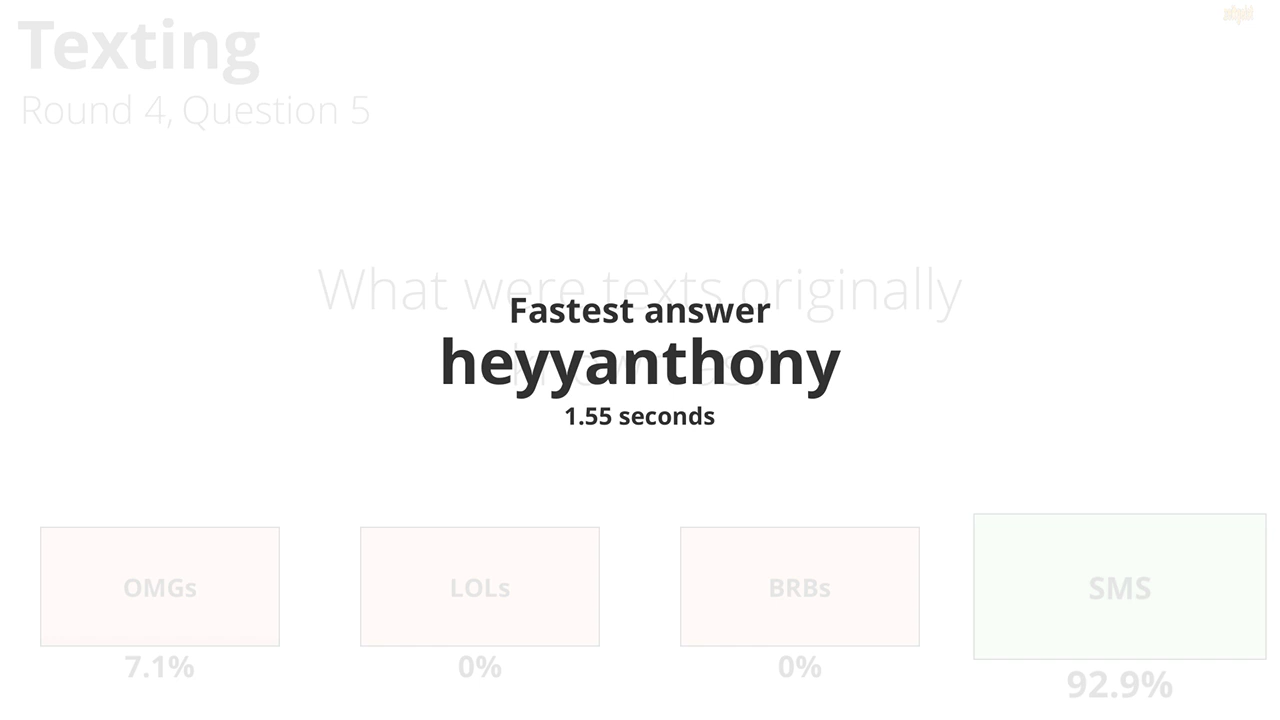 Texting
Round 4, Question 5
What were texts originally
Fastest answer
heyyanthony
1.55 seconds
OMGs
LOLs
BRBs
SMS
7.1%
0%
0%
92.9%